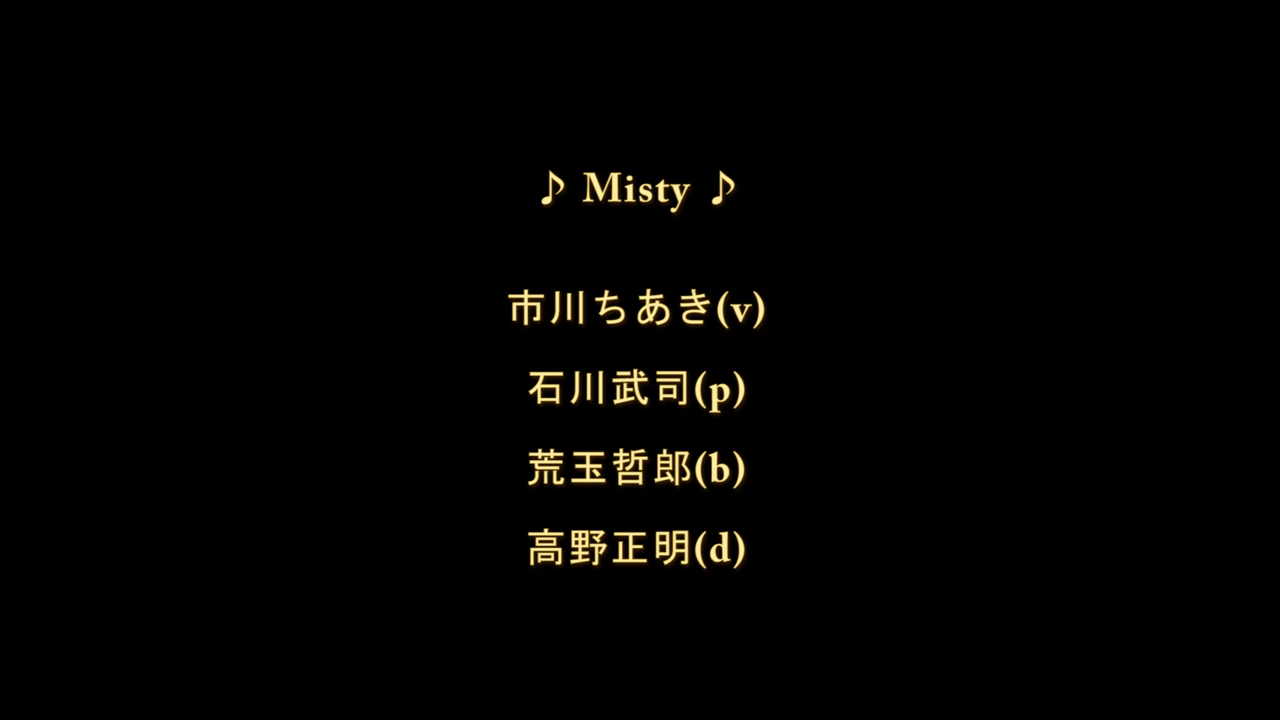 ♪ Misty ♪
市川ちあき(v)
石川武司(p)
荒玉哲郎(b)
高野正明(d)